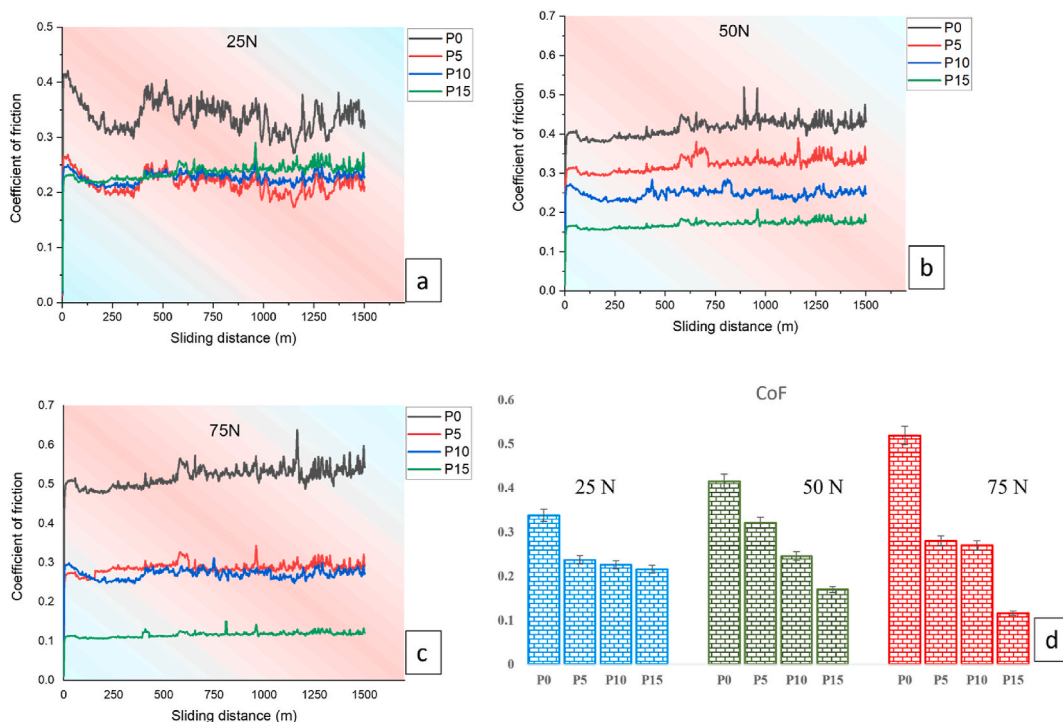 25N
P0
P5
P10
P15
0.5
0.4
0.3
0.2
0.1
0.0
Coefficient of friction
0 250 500 750 1000 1250 1500
Sliding distance (m)
a
50N
P0
P5
P10
P15
0.7
0.6
0.5
0.4
0.3
0.2
0.1
0.0
Coefficient of friction
0 250 500 750 1000 1250 1500
Sliding distance (m)
b
75N
P0
P5
P10
P15
0.7
0.6
0.5
0.4
0.3
0.2
0.1
0.0
Coefficient of friction
0 250 500 750 1000 1250 1500
Sliding distance (m)
c
CoF
0.6
0.5
0.4
0.3
0.2
0.1
0
25 N 50 N 75 N
P0 P5 P10 P15 P0 P5 P10 P15 P0 P5 P10 P15
d